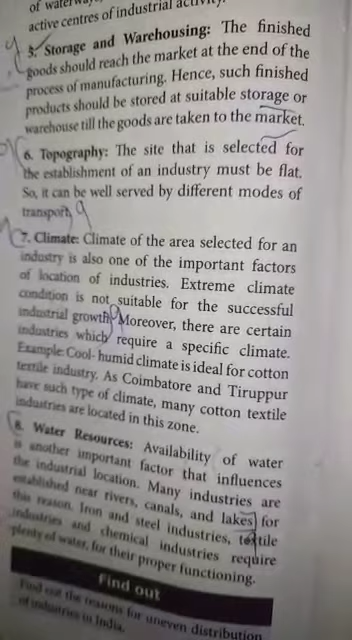 of waterways
active centres of industrial activity.
5. Storage and Warehousing: The finished
goods should reach the market at the end of the
process of manufacturing. Hence, such finished
products should be stored at suitable storage or
warehouse till the goods are taken to the market.
6. Topography: The site that is selected for
the establishment of an industry must be flat.
So, it can be well served by different modes of
transport.
7. Climate: Climate of the area selected for an
industry is also one of the important factors
of location of industries. Extreme climate
condition is not suitable for the successful
industrial growth. Moreover, there are certain
industries which require a specific climate.
Example: Cool- humid climate is ideal for cotton
textile industry. As Coimbatore and Tiruppur
have such type of climate, many cotton textile
industries are located in this zone.
8. Water Resources: Availability of water
is another important factor that influences
the industrial location. Many industries are
established near rivers, canals, and lakes for
this reason. Iron and steel industries, textile
industries and chemical industries require
plenty of water, for their proper functioning.
Find out
Find out the reasons for uneven distribution
of industries in India.